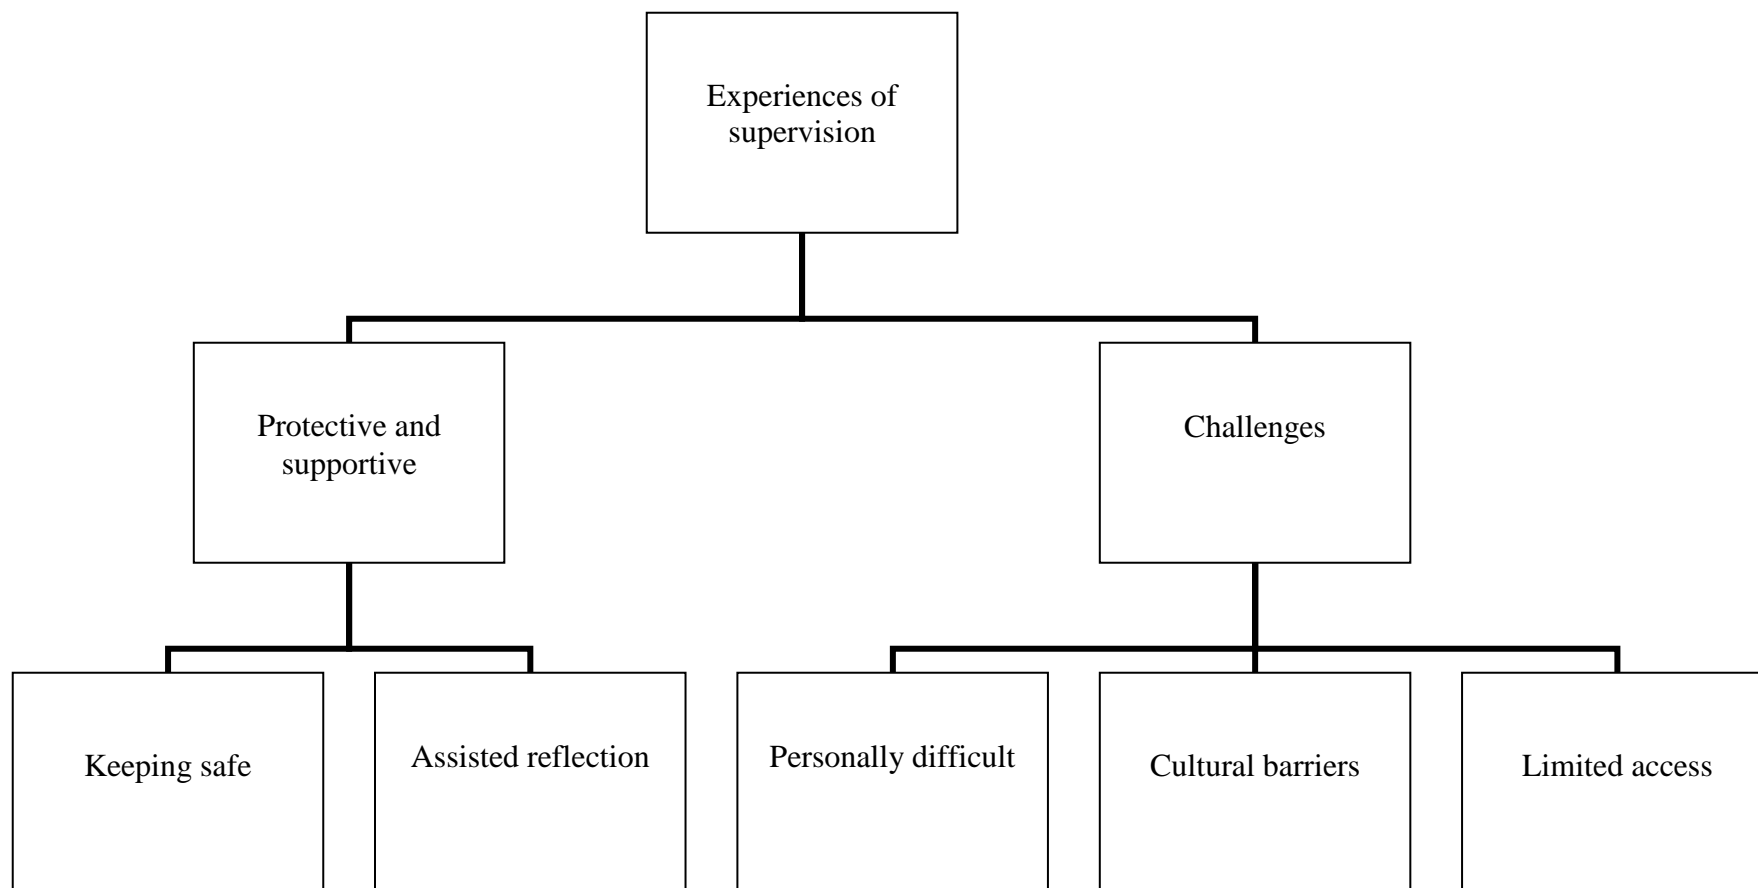 Experiences of
supervision
Protective and
supportive
Challenges
Keeping safe
Assisted reflection
Personally difficult
Cultural barriers
Limited access